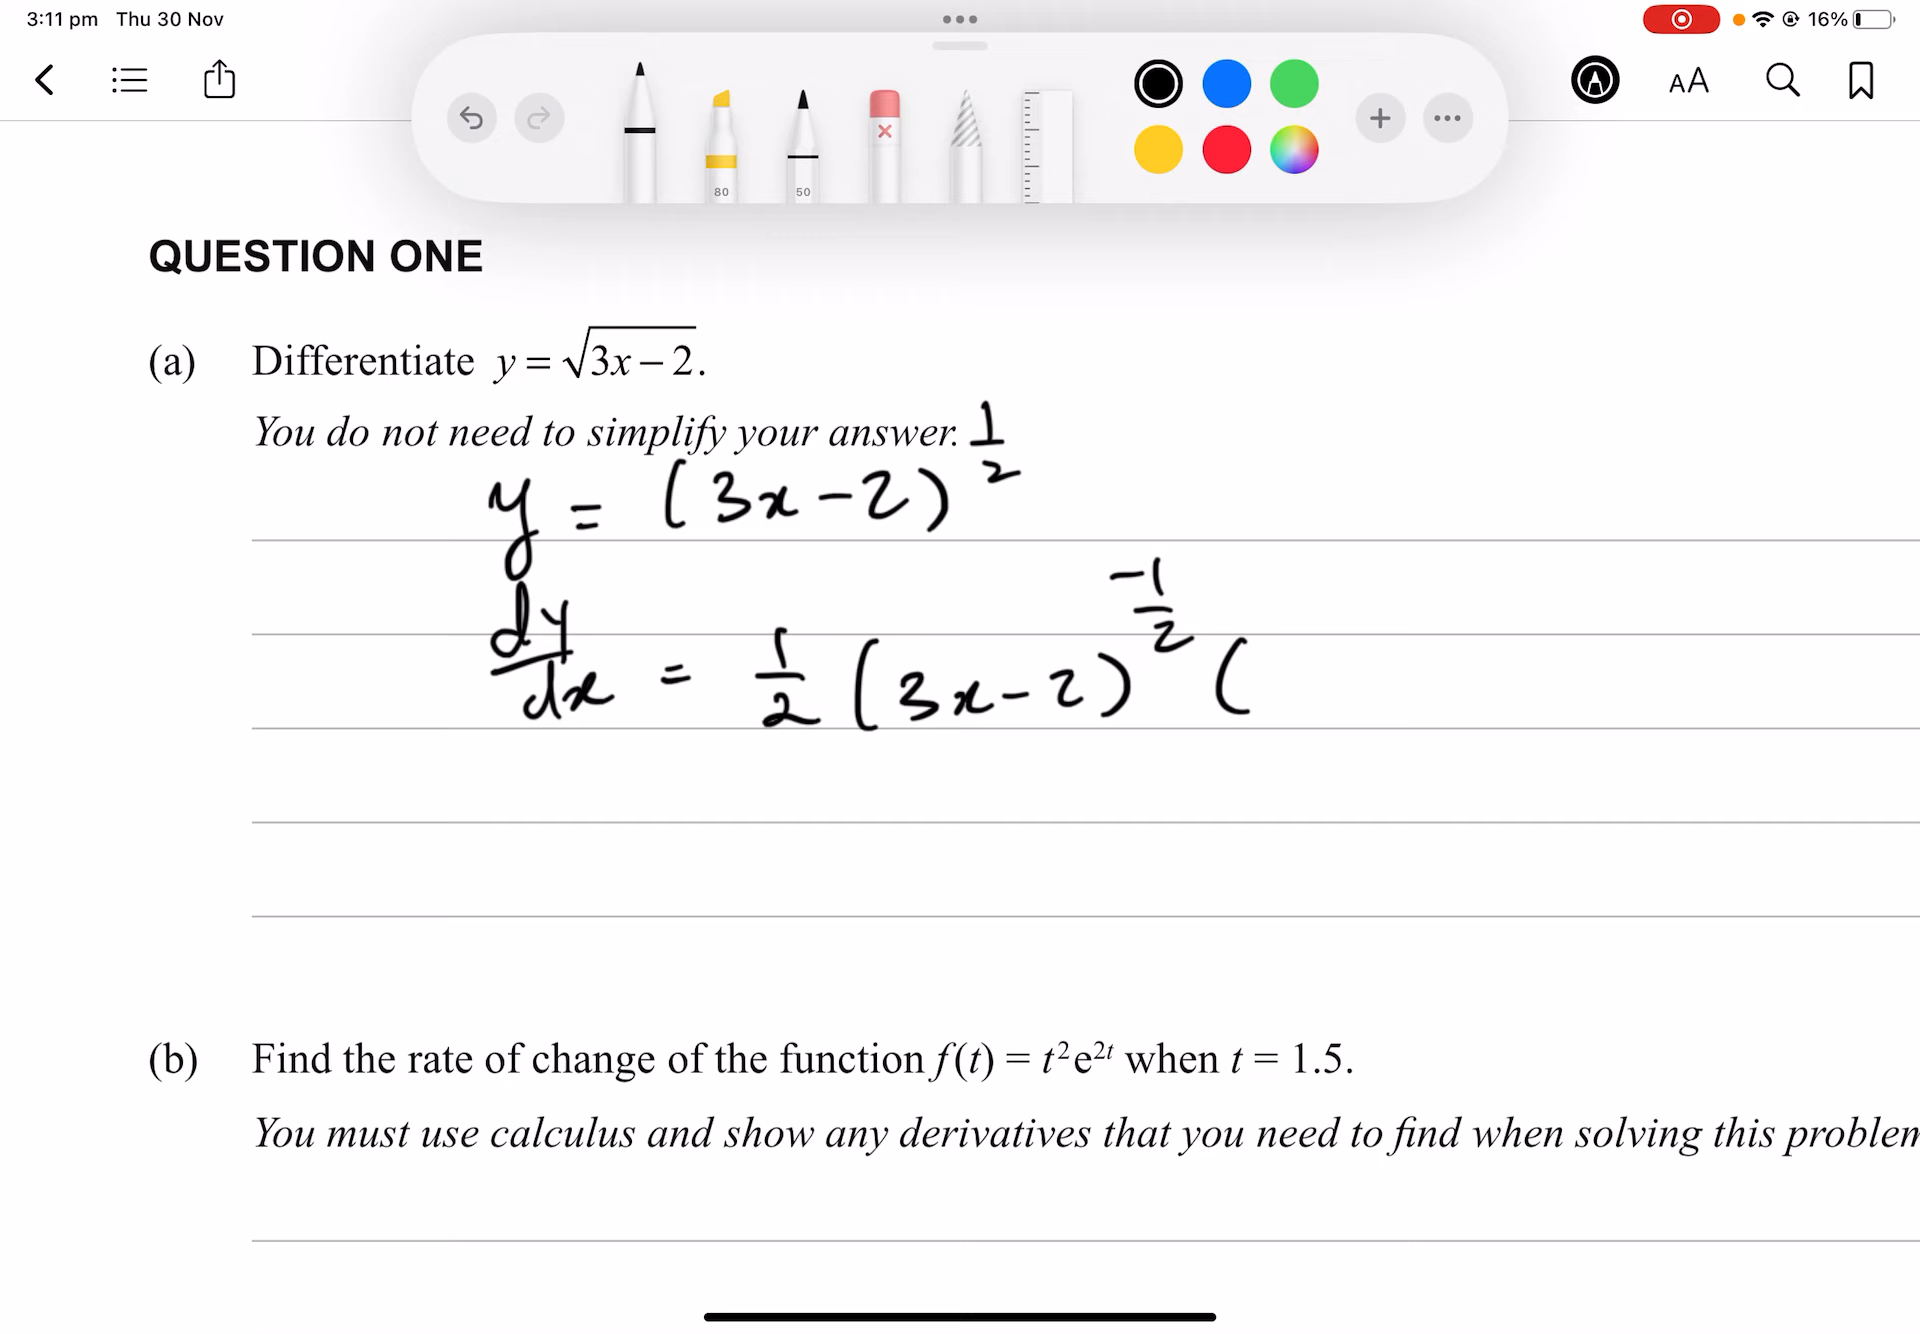 3:11 pm Thu 30 Nov 16%
AA
80 50
QUESTION ONE
(a) Differentiate y = √(3x – 2).
You do not need to simplify your answer.
y = (3x - 2)^(1/2)
dy/dx = 1/2 (3x - 2)^(-1/2) (
(b) Find the rate of change of the function f(t) = t²e²ᵗ when t = 1.5.
You must use calculus and show any derivatives that you need to find when solving this problem